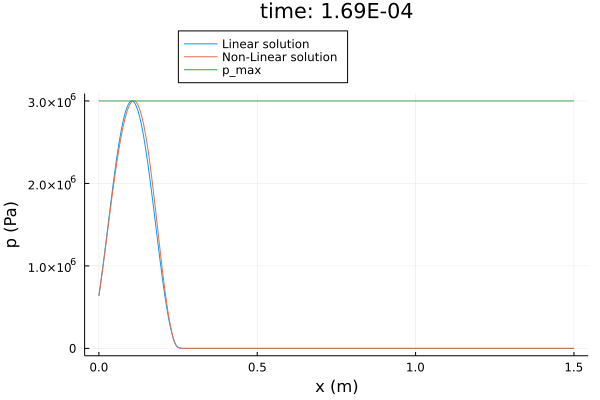 time: 1.69E-04
Linear solution
Non-Linear solution
p_max
3.0×10⁶
2.0×10⁶
1.0×10⁶
0
p (Pa)
0.0 0.5 1.0 1.5
x (m)